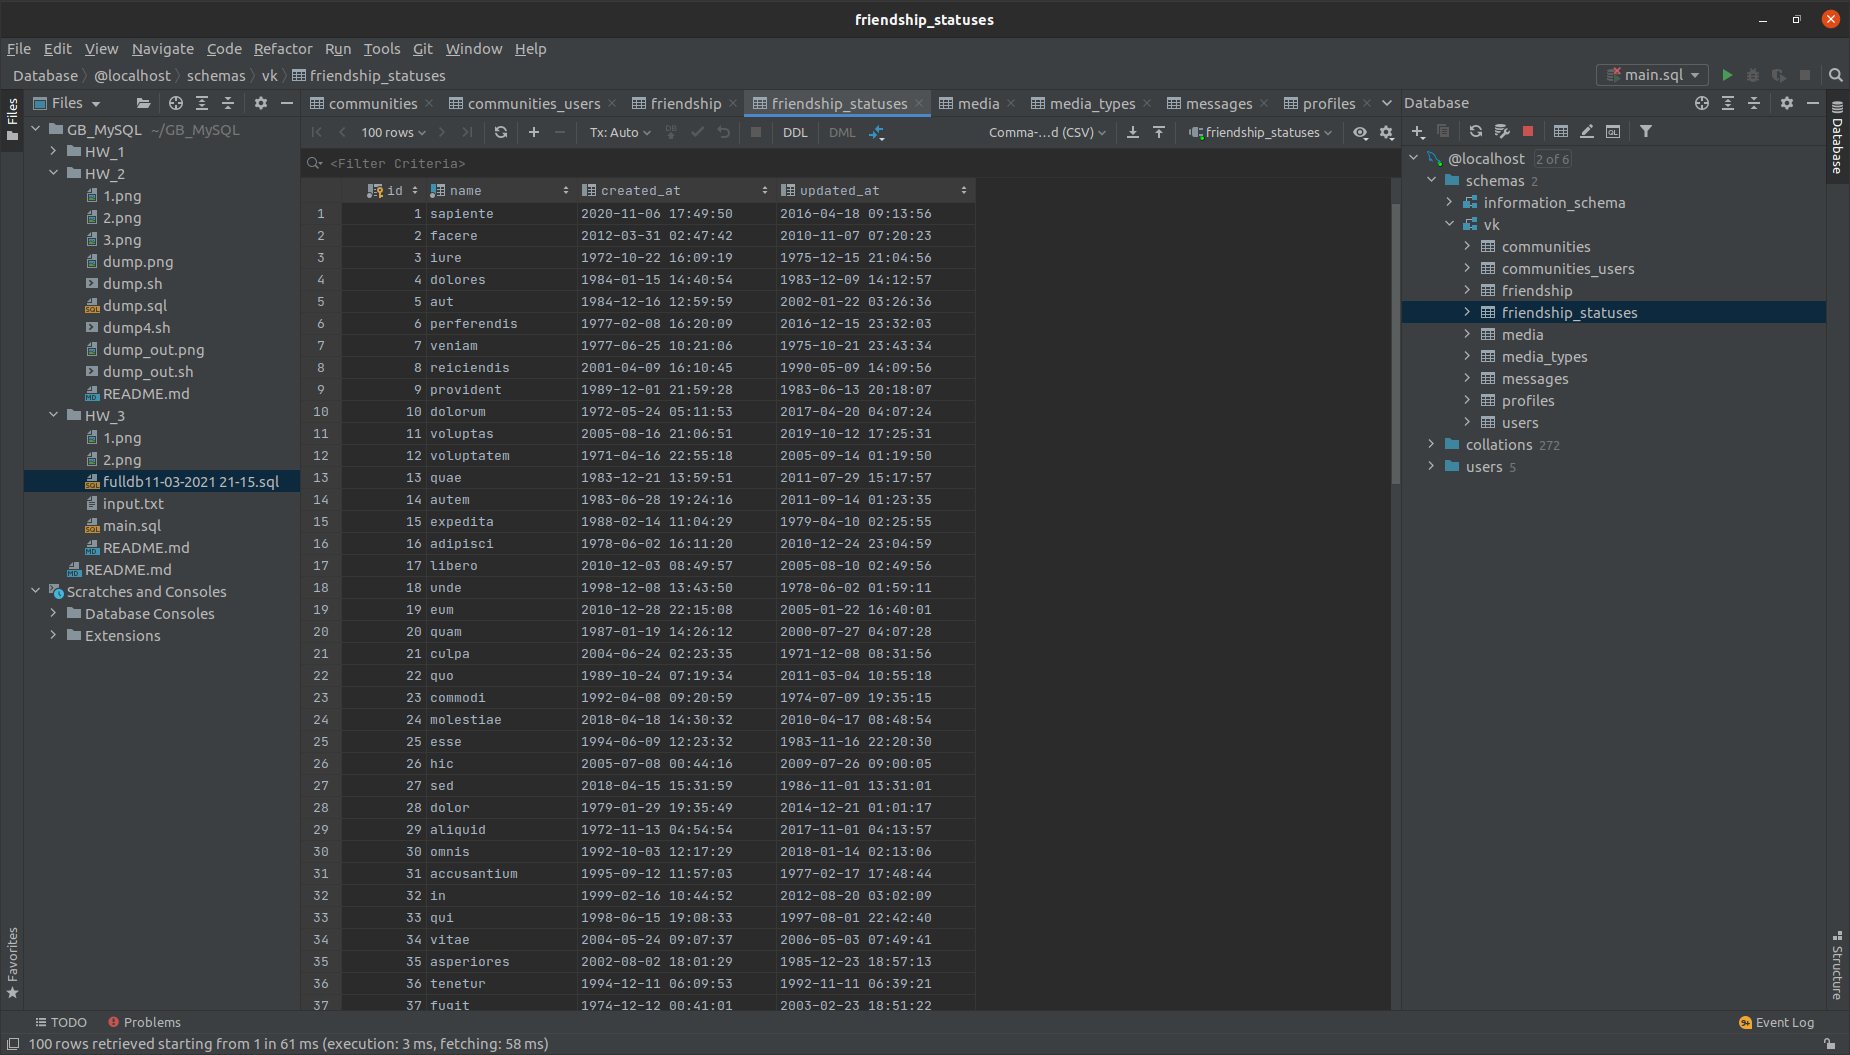 friendship_statuses
File Edit View Navigate Code Refactor Run Tools Git Window Help
Database @localhost schemas vk friendship_statuses
main.sql
Files
Files
communities communities_users friendship friendship_statuses media media_types messages profiles
100 rows Tx: Auto DDL DML Comma-...d (CSV) friendship_statuses
<Filter Criteria>
GB_MySQL ~/GB_MySQL
HW_1
HW_2
1.png
2.png
3.png
dump.png
dump.sh
dump.sql
dump4.sh
dump_out.png
dump_out.sh
README.md
HW_3
1.png
2.png
fulldb11-03-2021 21-15.sql
input.txt
main.sql
README.md
README.md
Scratches and Consoles
Database Consoles
Extensions
id name created_at updated_at
1 1 sapiente 2020-11-06 17:49:50 2016-04-18 09:13:56
2 2 facere 2012-03-31 02:47:42 2010-11-07 07:20:23
3 3 iure 1972-10-22 16:09:19 1975-12-15 21:04:56
4 4 dolores 1984-01-15 14:40:54 1983-12-09 14:12:57
5 5 aut 1984-12-16 12:59:59 2002-01-22 03:26:36
6 6 perferendis 1977-02-08 16:20:09 2016-12-15 23:32:03
7 7 veniam 1977-06-25 10:21:06 1975-10-21 23:43:34
8 8 reiciendis 2001-04-09 16:10:45 1990-05-09 14:09:56
9 9 provident 1989-12-01 21:59:28 1983-06-13 20:18:07
10 10 dolorum 1972-05-24 05:11:53 2017-04-20 04:07:24
11 11 voluptas 2005-08-16 21:06:51 2019-10-12 17:25:31
12 12 voluptatem 1971-04-16 22:55:18 2005-09-14 01:19:50
13 13 quae 1983-12-21 13:59:51 2011-07-29 15:17:57
14 14 autem 1983-06-28 19:24:16 2011-09-14 01:23:35
15 15 expedita 1988-02-14 11:04:29 1979-04-10 02:25:55
16 16 adipisci 1978-06-02 16:11:20 2010-12-24 23:04:59
17 17 libero 2010-12-03 08:49:57 2005-08-10 02:49:56
18 18 unde 1998-12-08 13:43:50 1978-06-02 01:59:11
19 19 eum 2010-12-28 22:15:08 2005-01-22 16:40:01
20 20 quam 1987-01-19 14:26:12 2000-07-27 04:07:28
21 21 culpa 2004-06-24 02:23:35 1971-12-08 08:31:56
22 22 quo 1989-10-24 07:19:34 2011-03-04 10:55:18
23 23 commodi 1992-04-08 09:20:59 1974-07-09 19:35:15
24 24 molestiae 2018-04-18 14:30:32 2010-04-17 08:48:54
25 25 esse 1994-06-09 12:23:32 1983-11-16 22:20:30
26 26 hic 2005-07-08 00:44:16 2009-07-26 09:00:05
27 27 sed 2018-04-15 15:31:59 1986-11-01 13:31:01
28 28 dolor 1979-01-29 19:35:49 2014-12-21 01:01:17
29 29 aliquid 1972-11-13 04:54:54 2017-11-01 04:13:57
30 30 omnis 1992-10-03 12:17:29 2018-01-14 02:13:06
31 31 accusantium 1995-09-12 11:57:03 1977-02-17 17:48:44
32 32 in 1999-02-16 10:44:52 2012-08-20 03:02:09
33 33 qui 1998-06-15 19:08:33 1997-08-01 22:42:40
34 34 vitae 2004-05-24 09:07:37 2006-05-03 07:49:41
35 35 asperiores 2002-08-02 18:01:29 1985-12-23 18:57:13
36 36 tenetur 1994-12-11 06:09:53 1992-11-11 06:39:21
37 37 fugit 1974-12-12 00:41:01 2003-02-23 18:51:22
Database
@localhost 2 of 6
schemas 2
information_schema
vk
communities
communities_users
friendship
friendship_statuses
media
media_types
messages
profiles
users
collations 272
users 5
Database
Structure
Favorites
TODO Problems
9+ Event Log
100 rows retrieved starting from 1 in 61 ms (execution: 3 ms, fetching: 58 ms)